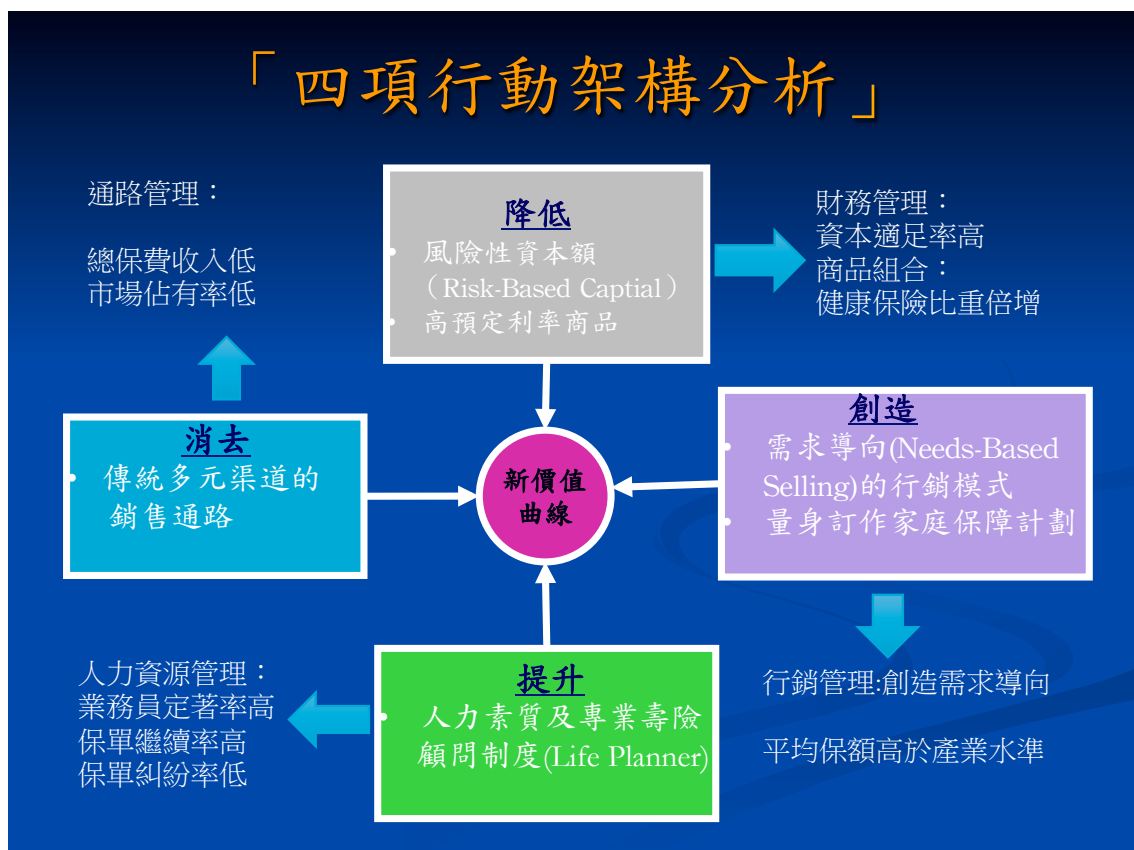 「四項行動架構分析」
通路管理：
總保費收入低
市場佔有率低
降低
• 風險性資本額
（Risk-Based Captial）
• 高預定利率商品
財務管理：
資本適足率高
商品組合：
健康保險比重倍增
消去
• 傳統多元渠道的
銷售通路
新價值
曲線
創造
• 需求導向(Needs-Based
Selling)的行銷模式
• 量身訂作家庭保障計劃
人力資源管理：
業務員定著率高
保單繼續率高
保單糾紛率低
提升
• 人力素質及專業壽險
顧問制度(Life Planner)
行銷管理:創造需求導向
平均保額高於產業水準